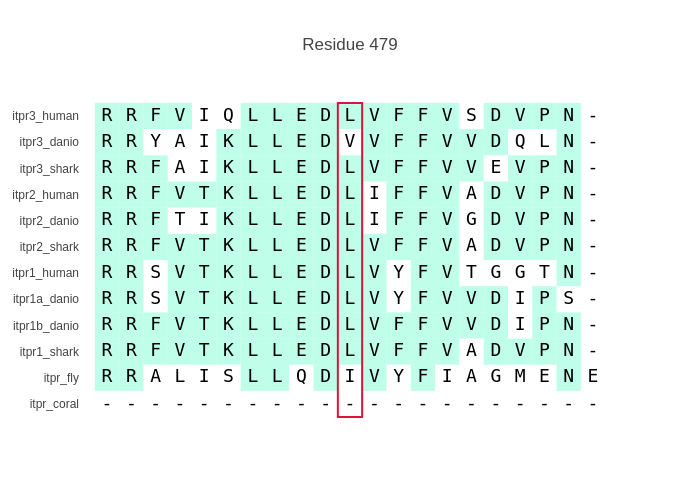 Residue 479
itpr3_human R R F V I Q L L E D L V F F V S D V P N -
itpr3_danio R R Y A I K L L E D V V F F V V D Q L N -
itpr3_shark R R F A I K L L E D L V F F V V E V P N -
itpr2_human R R F V T K L L E D L I F F V A D V P N -
itpr2_danio R R F T I K L L E D L I F F V G D V P N -
itpr2_shark R R F V T K L L E D L V F F V A D V P N -
itpr1_human R R S V T K L L E D L V Y F V T G G T N -
itpr1a_danio R R S V T K L L E D L V Y F V V D I P S -
itpr1b_danio R R F V T K L L E D L V F F V V D I P N -
itpr1_shark R R F V T K L L E D L V F F V A D V P N -
itpr_fly R R A L I S L L Q D I V Y F I A G M E N E
itpr_coral - - - - - - - - - - - - - - - - - - - - -